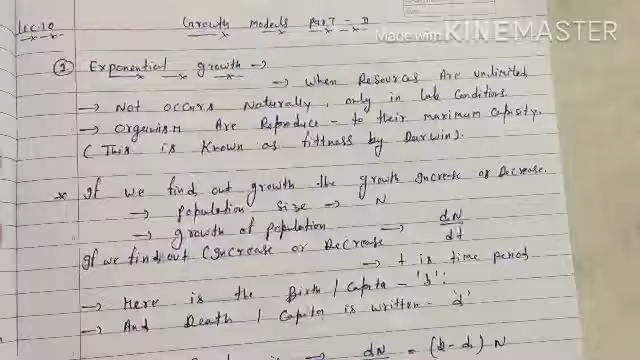 Lec.10
Growth Models Part - II
Made with KINEMASTER
① Exponential growth →
→ When Resources Are unlimited
→ Not occurs Naturally, only in Lab Conditions.
→ Organism Are Reproduce - to their maximum capasity.
(This is Known as fittness by Darwin).
* If we find out growth the growth Increase or Decrease.
→ population size → N
→ growth of population → dN/dt
If we find out (Increase or Decrease
→ t is time period
→ Here is the Birth / Capita - 'b'.
→ And Death / Capita is written - 'd'
→ dN = (b-d) N